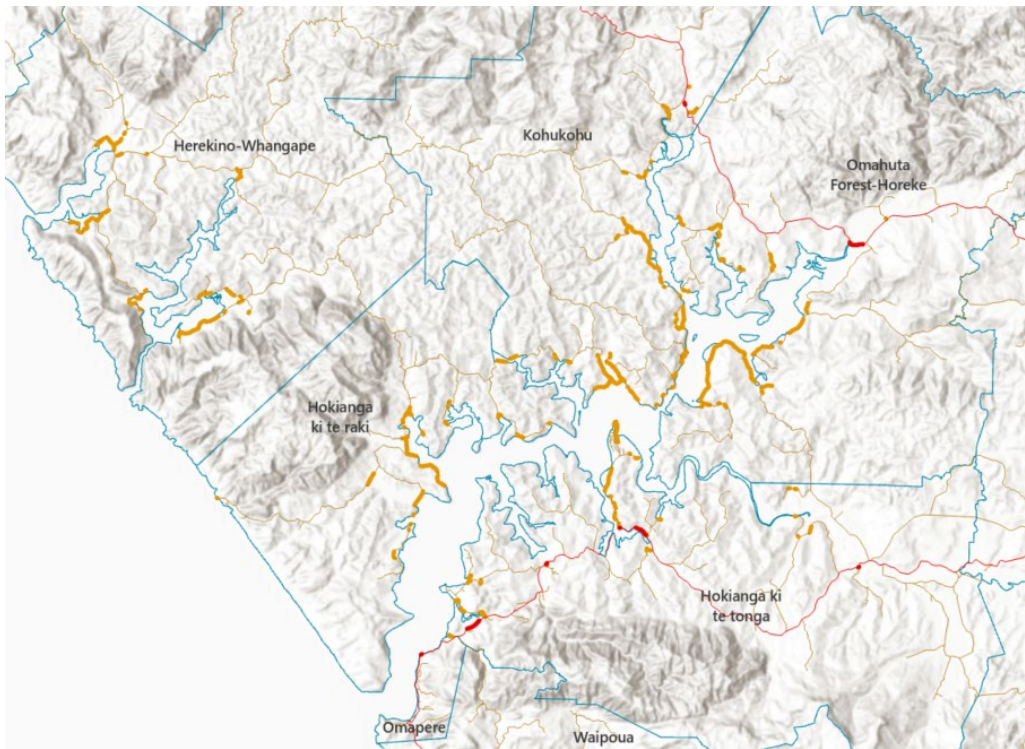 Kohukohu
Herekino-Whangape
Omahuta
Forest-Horeke
Hokianga
ki te raki
Hokianga ki
te tonga
Omapere
Waipoua